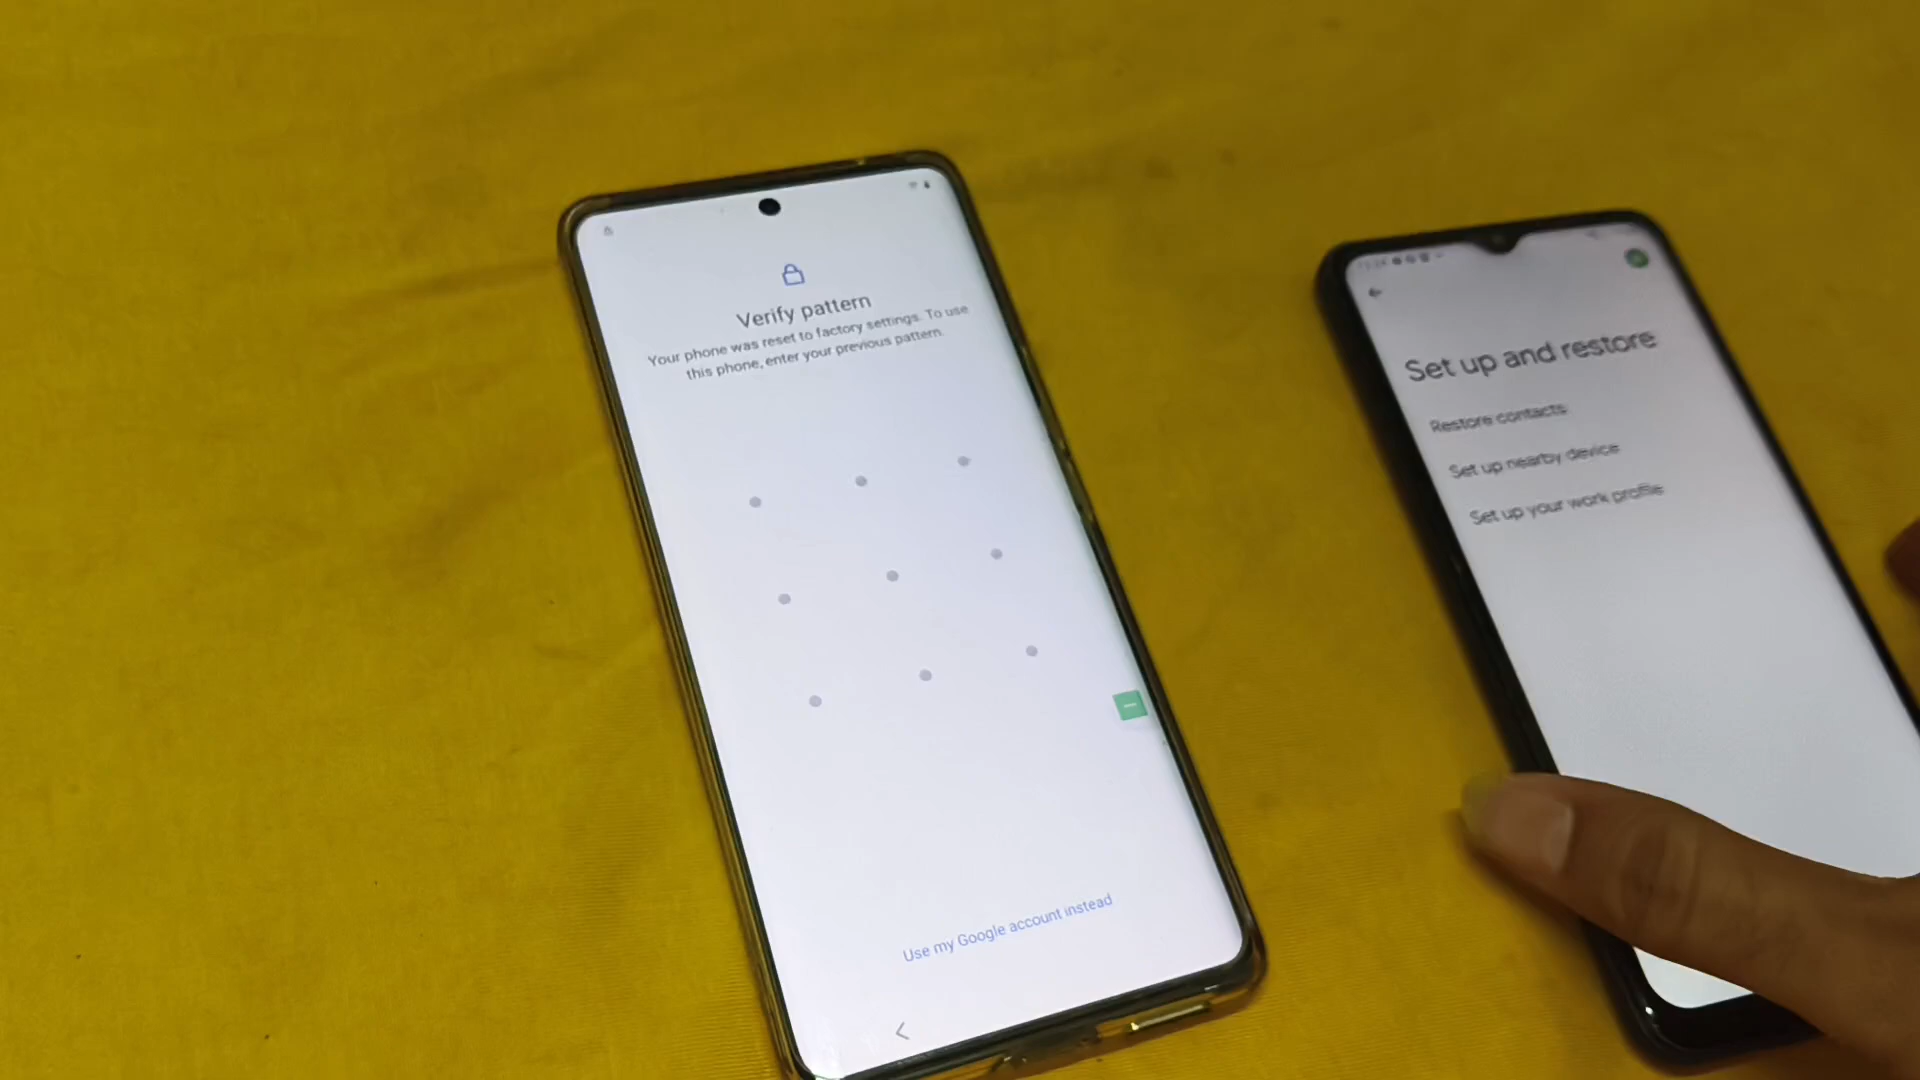 Verify pattern
Your phone was reset to factory settings. To use
this phone, enter your previous pattern.
Use my Google account instead
Set up and restore
Restore contacts
Set up nearby device
Set up your work profile